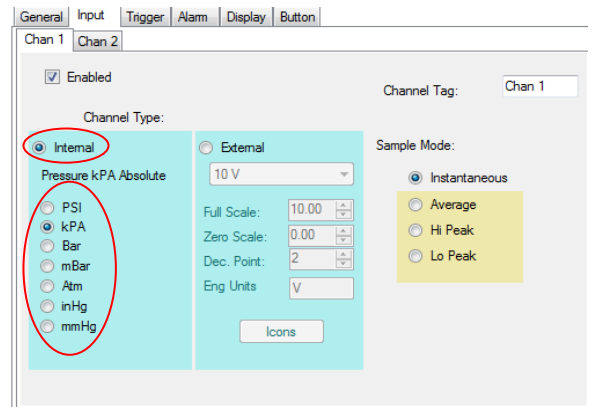 General Input Trigger Alarm Display Button
Chan 1 Chan 2
Enabled
Channel Tag: Chan 1
Channel Type:
Internal
Pressure kPA Absolute
PSI
kPA
Bar
mBar
Atm
inHg
mmHg
External
10 V
Full Scale: 10.00
Zero Scale: 0.00
Dec. Point: 2
Eng Units V
Icons
Sample Mode:
Instantaneous
Average
Hi Peak
Lo Peak